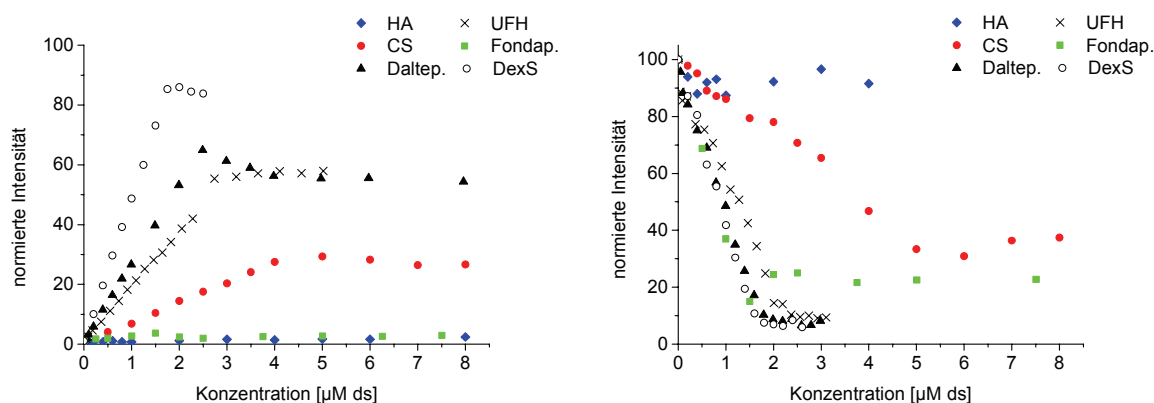 HA
UFH
CS
Fondap.
Daltep.
DexS
100
80
60
40
20
0
normierte Intensität
0 1 2 3 4 5 6 7 8
Konzentration [µM ds]
HA
UFH
CS
Fondap.
Daltep.
DexS
100
80
60
40
20
0
normierte Intensität
0 1 2 3 4 5 6 7 8
Konzentration [µM ds]